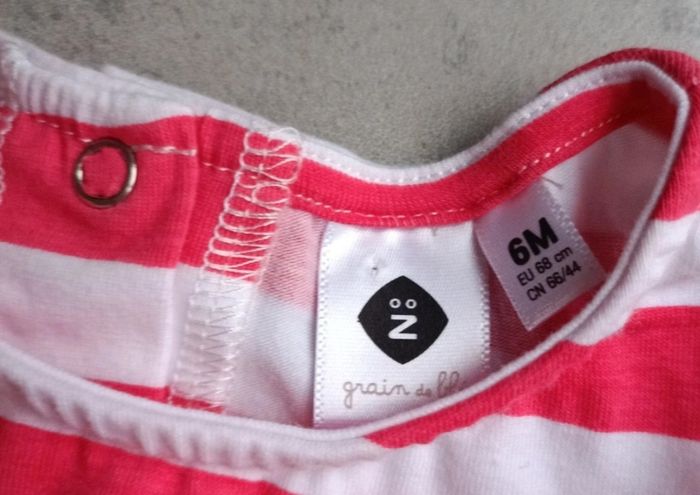 Z
grain de
6M
EU 68 cm
CN 66/44